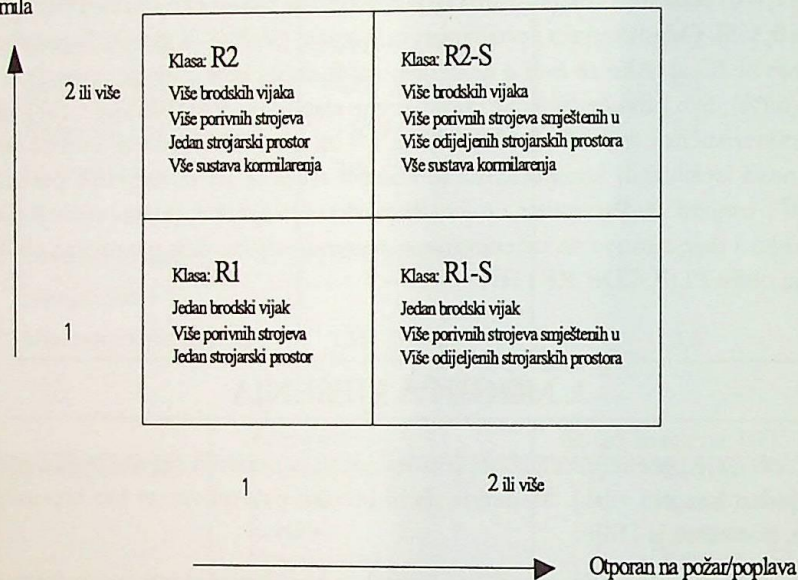 mila
2 ili više
Klasa: R2
Više brodskih vijaka
Više porivnih strojeva
Jedan strojarski prostor
Vše sustava kormilarenja
Klasa: R2-S
Više brodskih vijaka
Više porivnih strojeva smještenih u
Više odijeljenih strojarskih prostora
Vše sustava kormilarenja
1
Klasa: R1
Jedan brodski vijak
Više porivnih strojeva
Jedan strojarski prostor
Klasa: R1-S
Jedan brodski vijak
Više porivnih strojeva smještenih u
Više odijeljenih strojarskih prostora
1
2 ili više
Otporan na požar/poplava